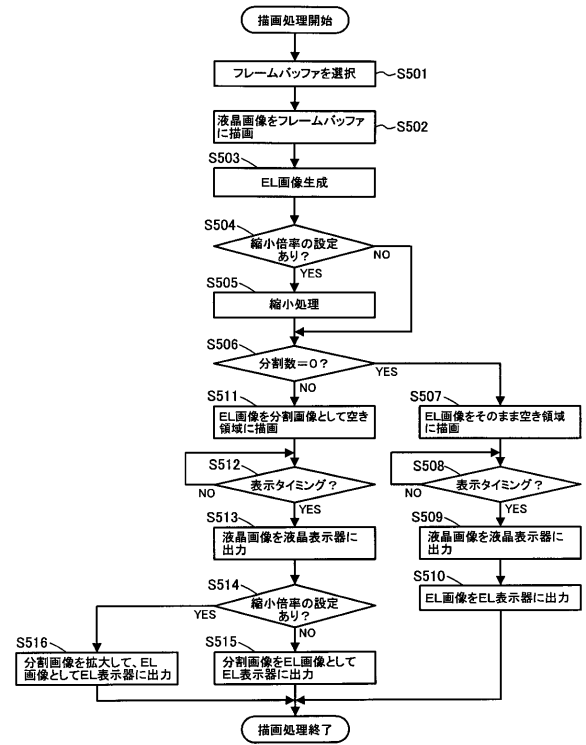 描画処理開始
フレームバッファを選択
S501
液晶画像をフレームバッファ
に描画
S502
S503
EL画像生成
S504
縮小倍率の設定
あり？
NO
YES
S505
縮小処理
S506
分割数＝０？
YES
NO
S511
EL画像を分割画像として空き
領域に描画
S507
EL画像をそのまま空き領域
に描画
S512
表示タイミング？
NO
YES
S508
表示タイミング？
NO
YES
S513
液晶画像を液晶表示器に
出力
S509
液晶画像を液晶表示器に
出力
S514
縮小倍率の設定
あり？
YES
NO
S510
EL画像をEL表示器に出力
S516
分割画像を拡大して、EL
画像としてEL表示器に出力
S515
分割画像をEL画像として
EL表示器に出力
描画処理終了